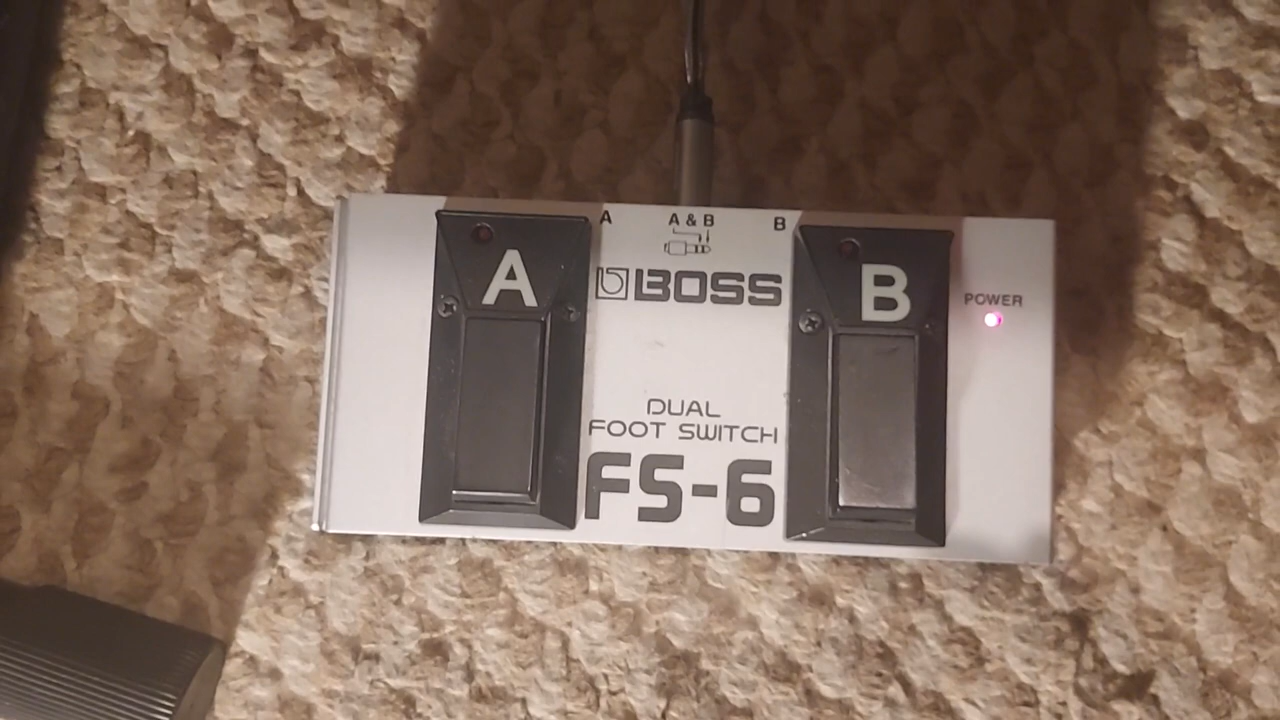 A A & B B
A
BOSS
B
POWER
DUAL
FOOT SWITCH
FS-6